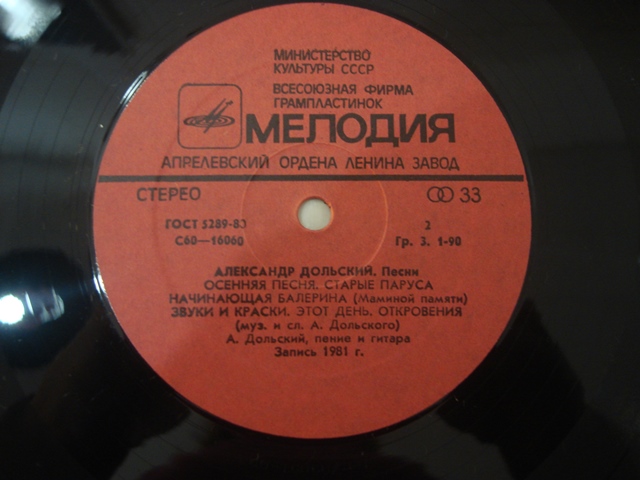 МИНИСТЕРСТВО
КУЛЬТУРЫ СССР
ВСЕСОЮЗНАЯ ФИРМА
ГРАМПЛАСТИНОК
МЕЛОДИЯ
АПРЕЛЕВСКИЙ ОРДЕНА ЛЕНИНА ЗАВОД
СТЕРЕО 33
ГОСТ 5289-83 2
С60—16060 Гр. 3. 1-90
АЛЕКСАНДР ДОЛЬСКИЙ. Песни
ОСЕННЯЯ ПЕСНЯ. СТАРЫЕ ПАРУСА
НАЧИНАЮЩАЯ БАЛЕРИНА (Маминой памяти)
ЗВУКИ И КРАСКИ. ЭТОТ ДЕНЬ. ОТКРОВЕНИЯ
(муз. и сл. А. Дольского)
А. Дольский, пение и гитара
Запись 1981 г.